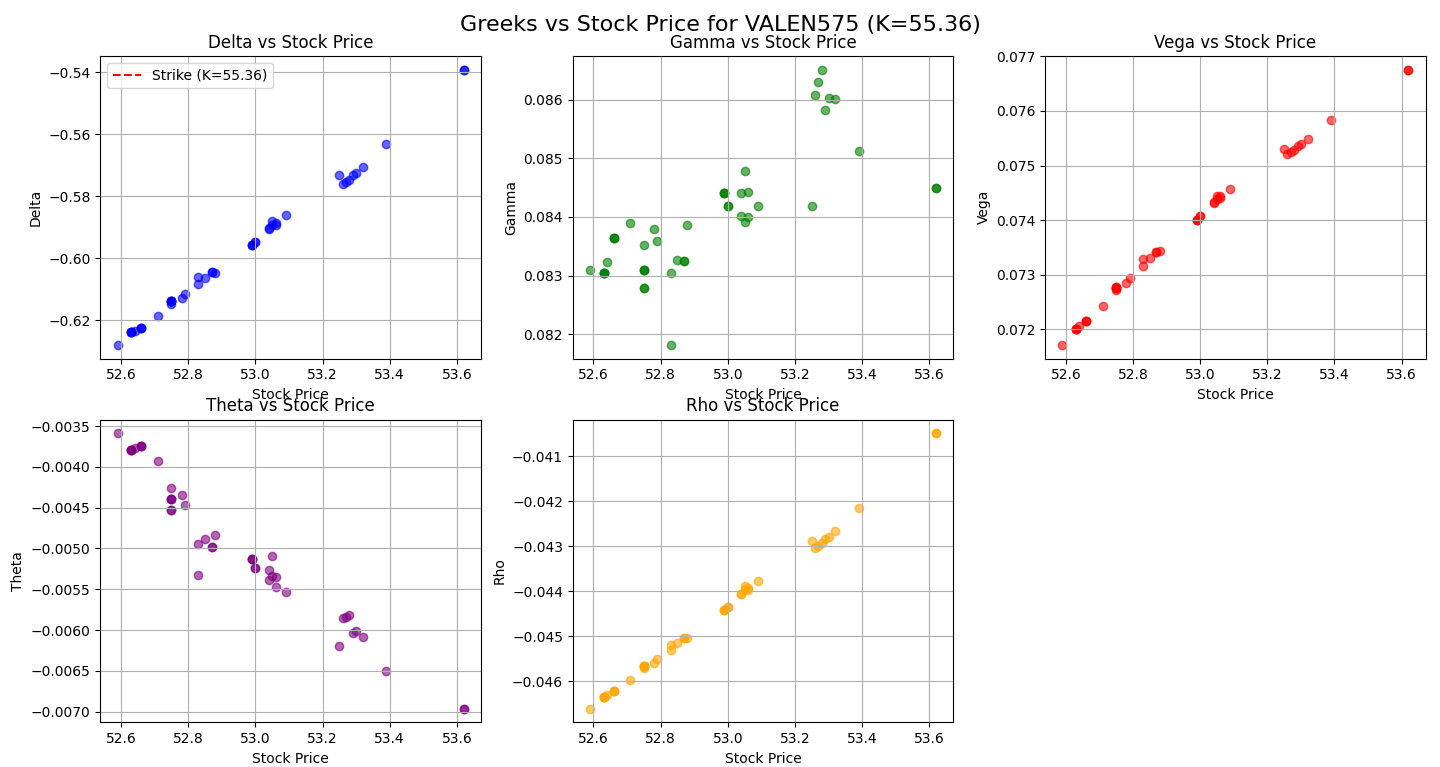 Greeks vs Stock Price for VALEN575 (K=55.36)
Delta vs Stock Price
Strike (K=55.36)
−0.54
−0.56
−0.58
−0.60
−0.62
Delta
52.6 52.8 53.0 53.2 53.4 53.6
Stock Price
Gamma vs Stock Price
0.086
0.085
0.084
0.083
0.082
Gamma
52.6 52.8 53.0 53.2 53.4 53.6
Stock Price
Vega vs Stock Price
0.077
0.076
0.075
0.074
0.073
0.072
Vega
52.6 52.8 53.0 53.2 53.4 53.6
Stock Price
Theta vs Stock Price
−0.0035
−0.0040
−0.0045
−0.0050
−0.0055
−0.0060
−0.0065
−0.0070
Theta
52.6 52.8 53.0 53.2 53.4 53.6
Stock Price
Rho vs Stock Price
−0.041
−0.042
−0.043
−0.044
−0.045
−0.046
Rho
52.6 52.8 53.0 53.2 53.4 53.6
Stock Price